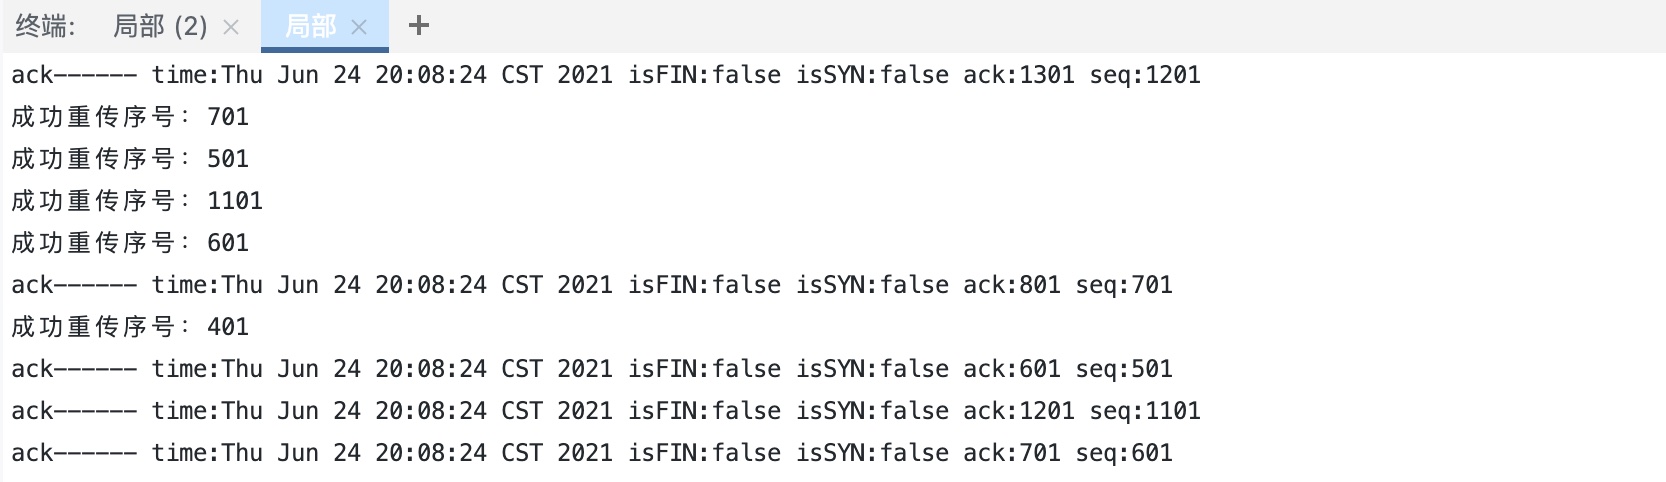 终端: 局部 (2) × 局部 × +
ack------ time:Thu Jun 24 20:08:24 CST 2021 isFIN:false isSYN:false ack:1301 seq:1201
成功重传序号：701
成功重传序号：501
成功重传序号：1101
成功重传序号：601
ack------ time:Thu Jun 24 20:08:24 CST 2021 isFIN:false isSYN:false ack:801 seq:701
成功重传序号：401
ack------ time:Thu Jun 24 20:08:24 CST 2021 isFIN:false isSYN:false ack:601 seq:501
ack------ time:Thu Jun 24 20:08:24 CST 2021 isFIN:false isSYN:false ack:1201 seq:1101
ack------ time:Thu Jun 24 20:08:24 CST 2021 isFIN:false isSYN:false ack:701 seq:601